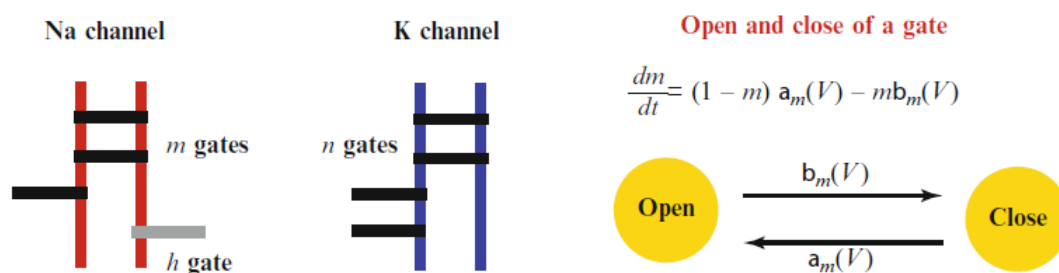 Na channel
m gates
h gate
K channel
n gates
Open and close of a gate
dm/dt = (1 – m) a_m(V) – mb_m(V)
Open
b_m(V)
a_m(V)
Close